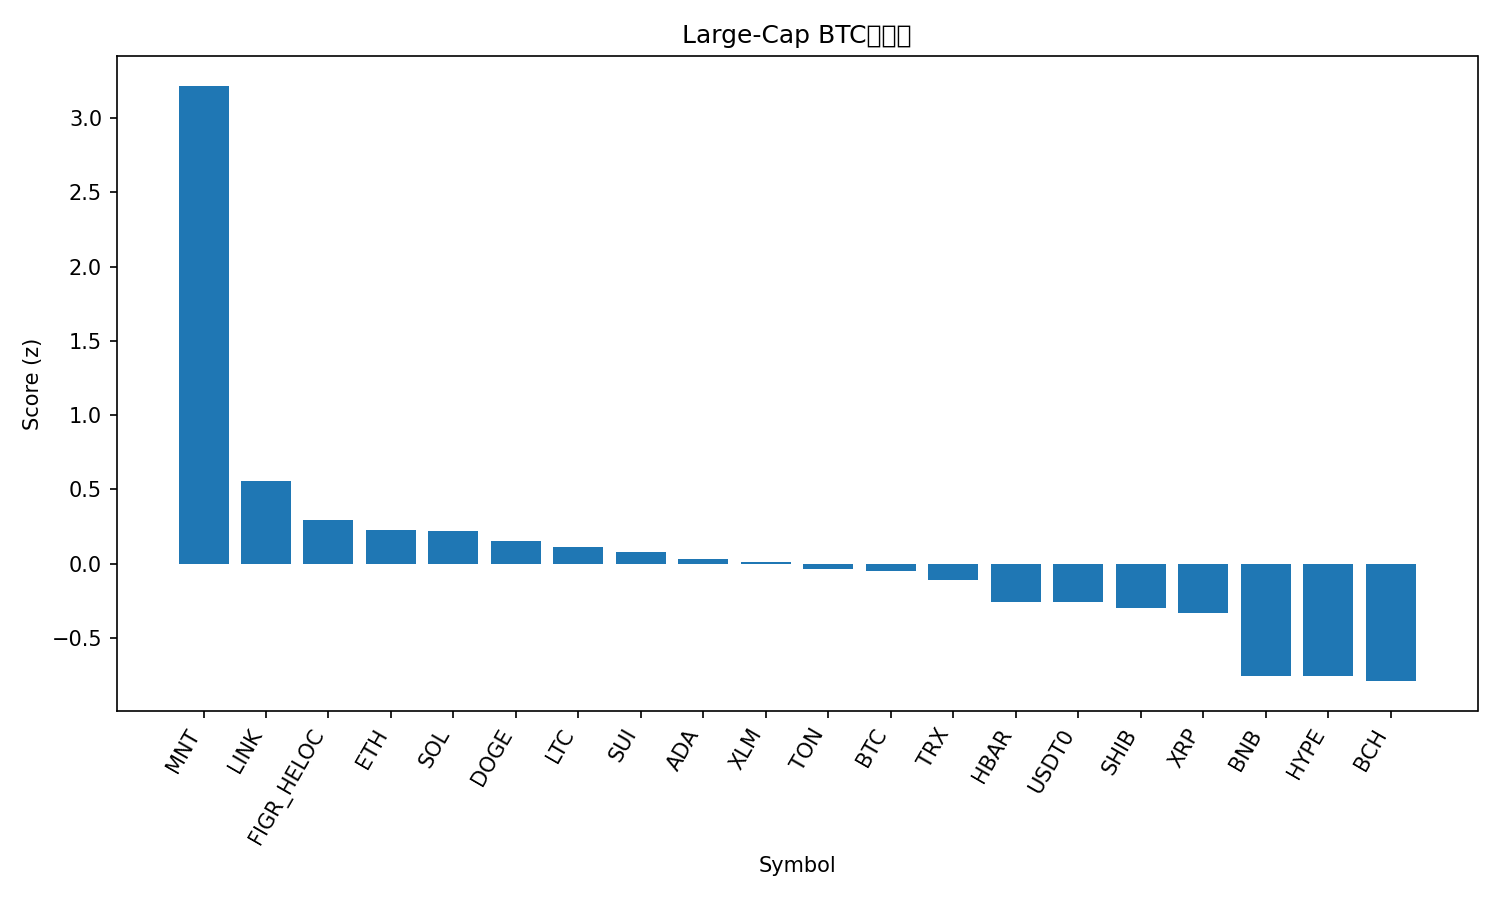 Large-Cap BTC
Score (z)
3.0
2.5
2.0
1.5
1.0
0.5
0.0
−0.5
MNT
LINK
FIGR_HELOC
ETH
SOL
DOGE
LTC
SUI
ADA
XLM
TON
BTC
TRX
HBAR
USDT0
SHIB
XRP
BNB
HYPE
BCH
Symbol